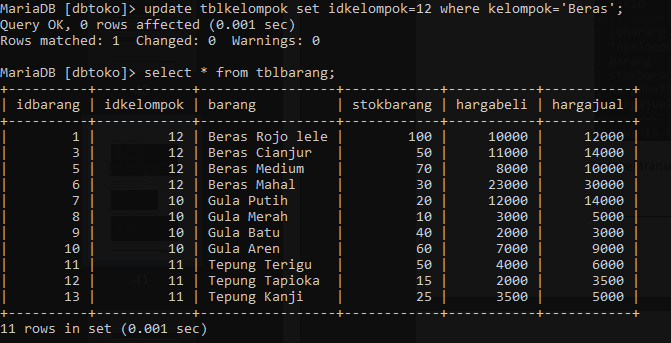 MariaDB [dbtoko]> update tblkelompok set idkelompok=12 where kelompok='Beras';
Query OK, 0 rows affected (0.001 sec)
Rows matched: 1  Changed: 0  Warnings: 0

MariaDB [dbtoko]> select * from tblbarang;
+----------+------------+-----------------+------------+-----------+-----------+
| idbarang | idkelompok | barang          | stokbarang | hargabeli | hargajual |
+----------+------------+-----------------+------------+-----------+-----------+
|        1 |         12 | Beras Rojo lele |        100 |     10000 |     12000 |
|        3 |         12 | Beras Cianjur   |         50 |     11000 |     14000 |
|        5 |         12 | Beras Medium    |         70 |      8000 |     10000 |
|        6 |         12 | Beras Mahal     |         30 |     23000 |     30000 |
|        7 |         10 | Gula Putih      |         20 |     12000 |     14000 |
|        8 |         10 | Gula Merah      |         10 |      3000 |      5000 |
|        9 |         10 | Gula Batu       |         40 |      2000 |      3000 |
|       10 |         10 | Gula Aren       |         60 |      7000 |      9000 |
|       11 |         11 | Tepung Terigu   |         50 |      4000 |      6000 |
|       12 |         11 | Tepung Tapioka  |         15 |      2000 |      3500 |
|       13 |         11 | Tepung Kanji    |         25 |      3500 |      5000 |
+----------+------------+-----------------+------------+-----------+-----------+
11 rows in set (0.001 sec)